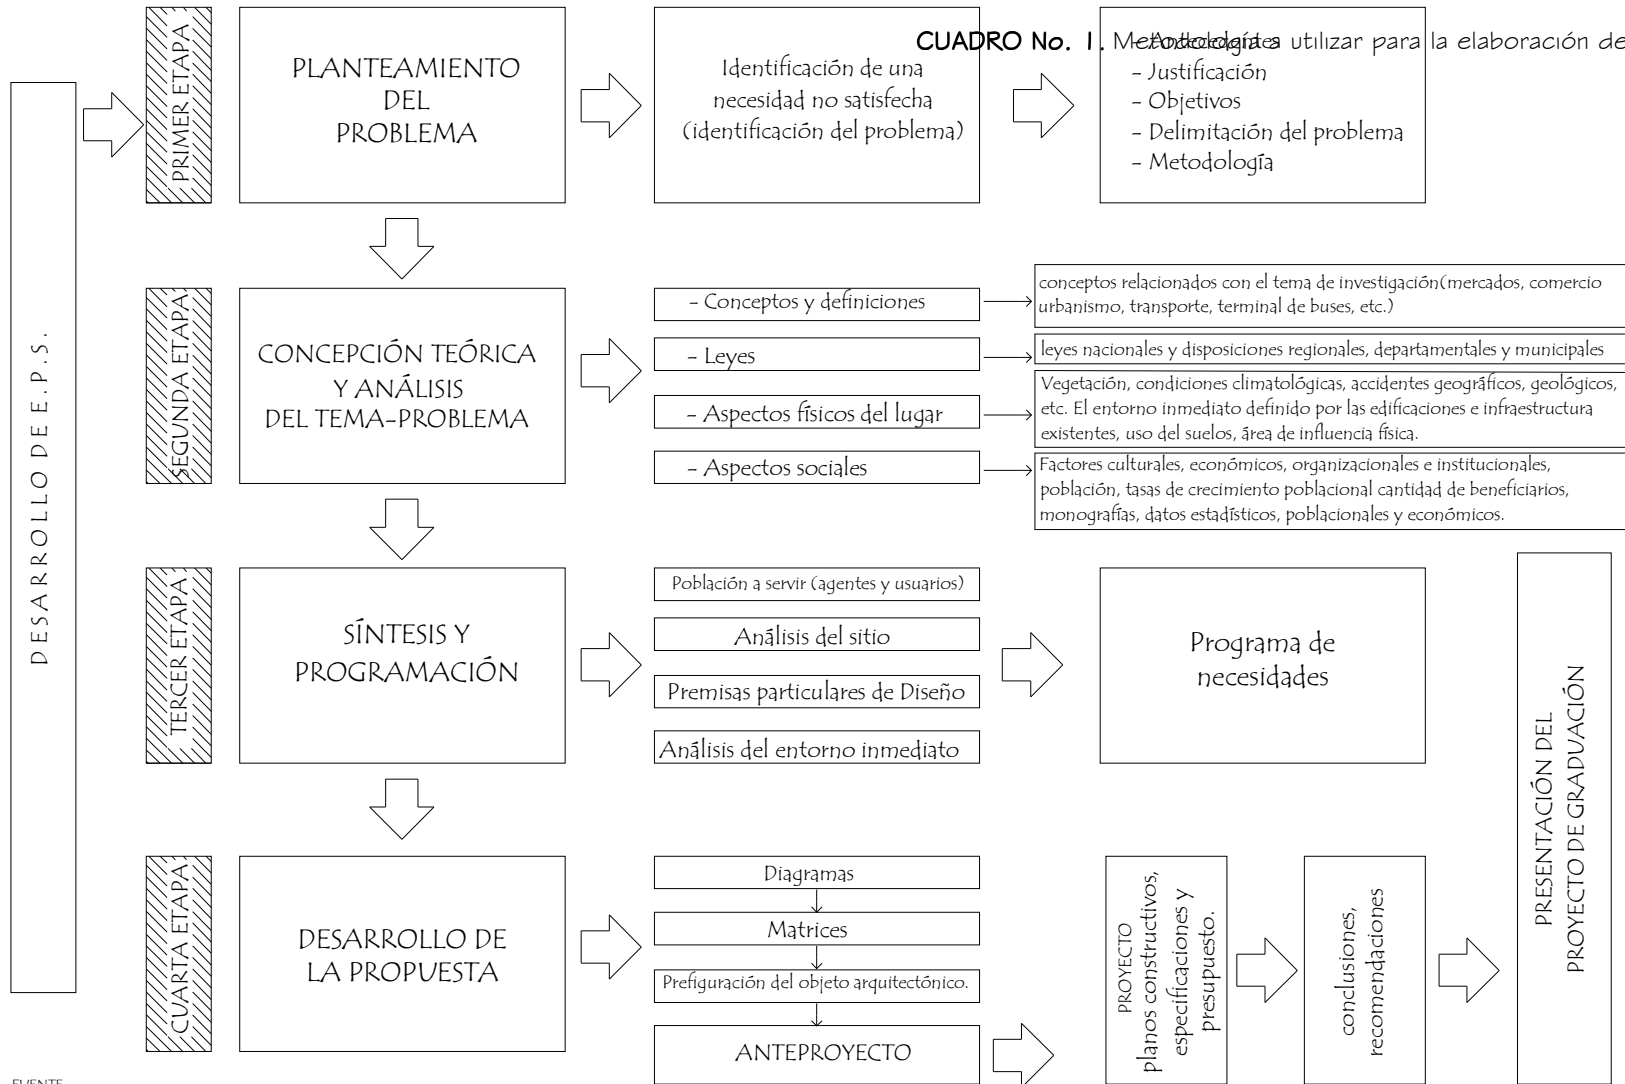 CUADRO No. 1. Metodología a utilizar para la elaboración de
DESARROLLO DE E.P.S.
PRIMER ETAPA
PLANTEAMIENTO
DEL
PROBLEMA
Identificación de una
necesidad no satisfecha
(identificación del problema)
- Antecedentes
- Justificación
- Objetivos
- Delimitación del problema
- Metodología
SEGUNDA ETAPA
CONCEPCIÓN TEÓRICA
Y ANÁLISIS
DEL TEMA-PROBLEMA
- Conceptos y definiciones
conceptos relacionados con el tema de investigación(mercados, comercio
urbanismo, transporte, terminal de buses, etc.)
- Leyes
leyes nacionales y disposiciones regionales, departamentales y municipales
- Aspectos físicos del lugar
Vegetación, condiciones climatológicas, accidentes geográficos, geológicos,
etc. El entorno inmediato definido por las edificaciones e infraestructura
existentes, uso del suelos, área de influencia física.
- Aspectos sociales
Factores culturales, económicos, organizacionales e institucionales,
población, tasas de crecimiento poblacional cantidad de beneficiarios,
monografías, datos estadísticos, poblacionales y económicos.
TERCER ETAPA
SÍNTESIS Y
PROGRAMACIÓN
Población a servir (agentes y usuarios)
Análisis del sitio
Premisas particulares de Diseño
Análisis del entorno inmediato
Programa de
necesidades
CUARTA ETAPA
DESARROLLO DE
LA PROPUESTA
Diagramas
Matrices
Prefiguración del objeto arquitectónico.
ANTEPROYECTO
PROYECTO
planos constructivos,
especificaciones y
presupuesto.
conclusiones,
recomendaciones
PRESENTACIÓN DEL
PROYECTO DE GRADUACIÓN
FUENTE